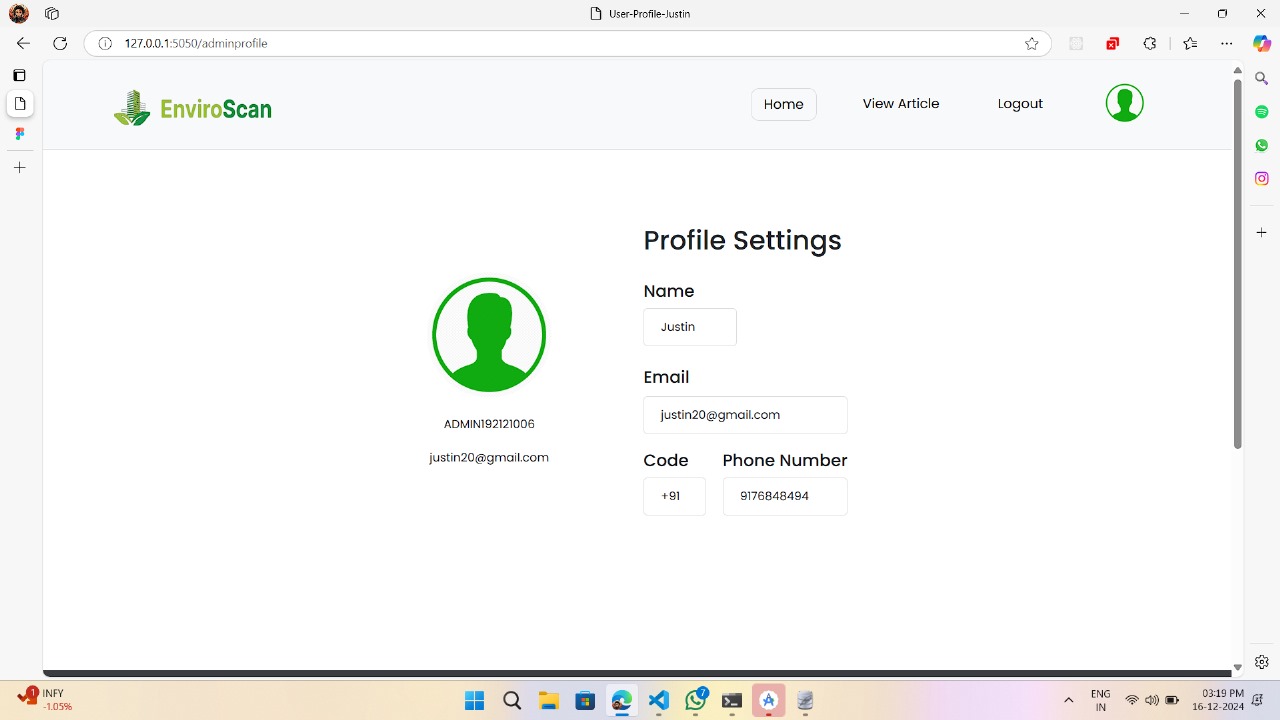 User-Profile-Justin
127.0.0.1:5050/adminprofile
EnviroScan
Home
View Article
Logout
Profile Settings
Name
Justin
Email
justin20@gmail.com
Code
Phone Number
+91
9176848494
ADMIN192121006
justin20@gmail.com
1
INFY
-1.05%
7
ENG
IN
03:19 PM
16-12-2024